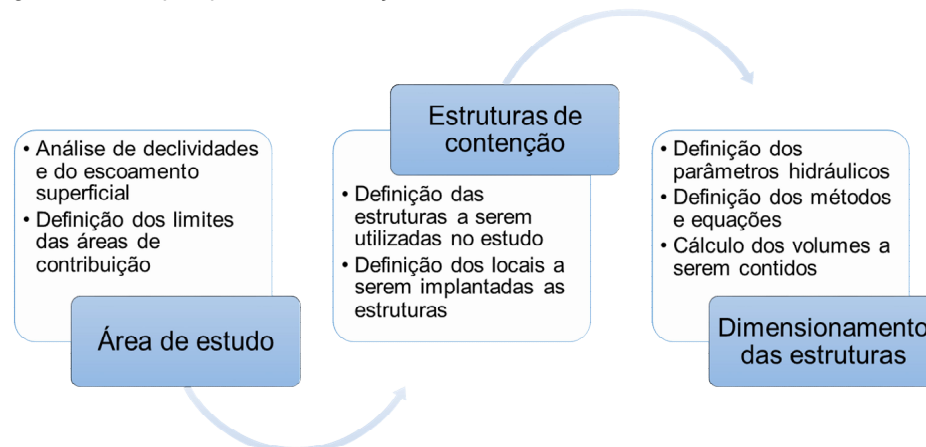 • Análise de declividades
e do escoamento
superficial
• Definição dos limites
das áreas de
contribuição
Área de estudo
Estruturas de
contenção
• Definição das
estruturas a serem
utilizadas no estudo
• Definição dos locais a
serem implantadas as
estruturas
• Definição dos
parâmetros hidráulicos
• Definição dos métodos
e equações
• Cálculo dos volumes a
serem contidos
Dimensionamento
das estruturas